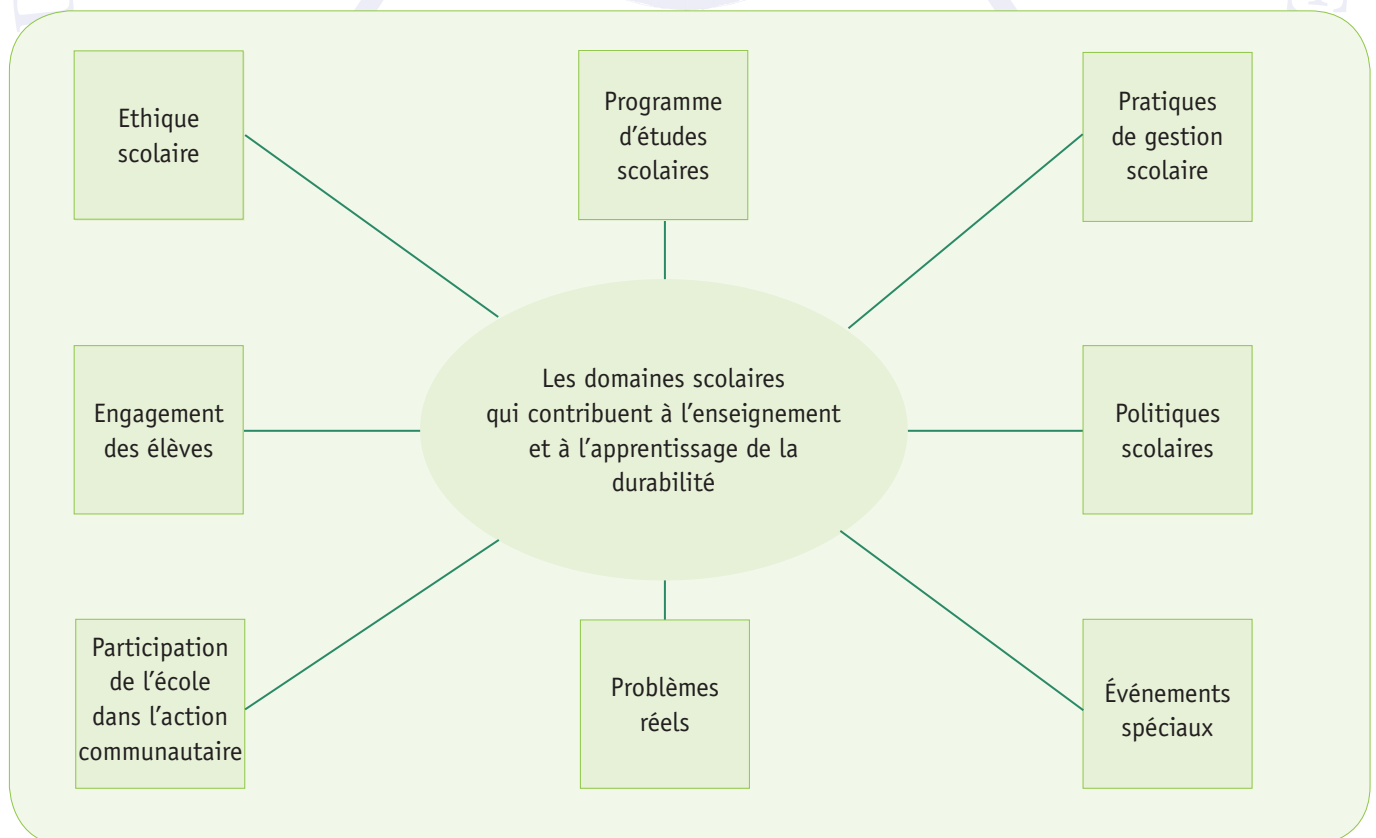 Ethique
scolaire
Programme
d'études
scolaires
Pratiques
de gestion
scolaire
Engagement
des élèves
Les domaines scolaires
qui contribuent à l'enseignement
et à l'apprentissage de la
durabilité
Politiques
scolaires
Participation
de l'école
dans l'action
communautaire
Problèmes
réels
Événements
spéciaux